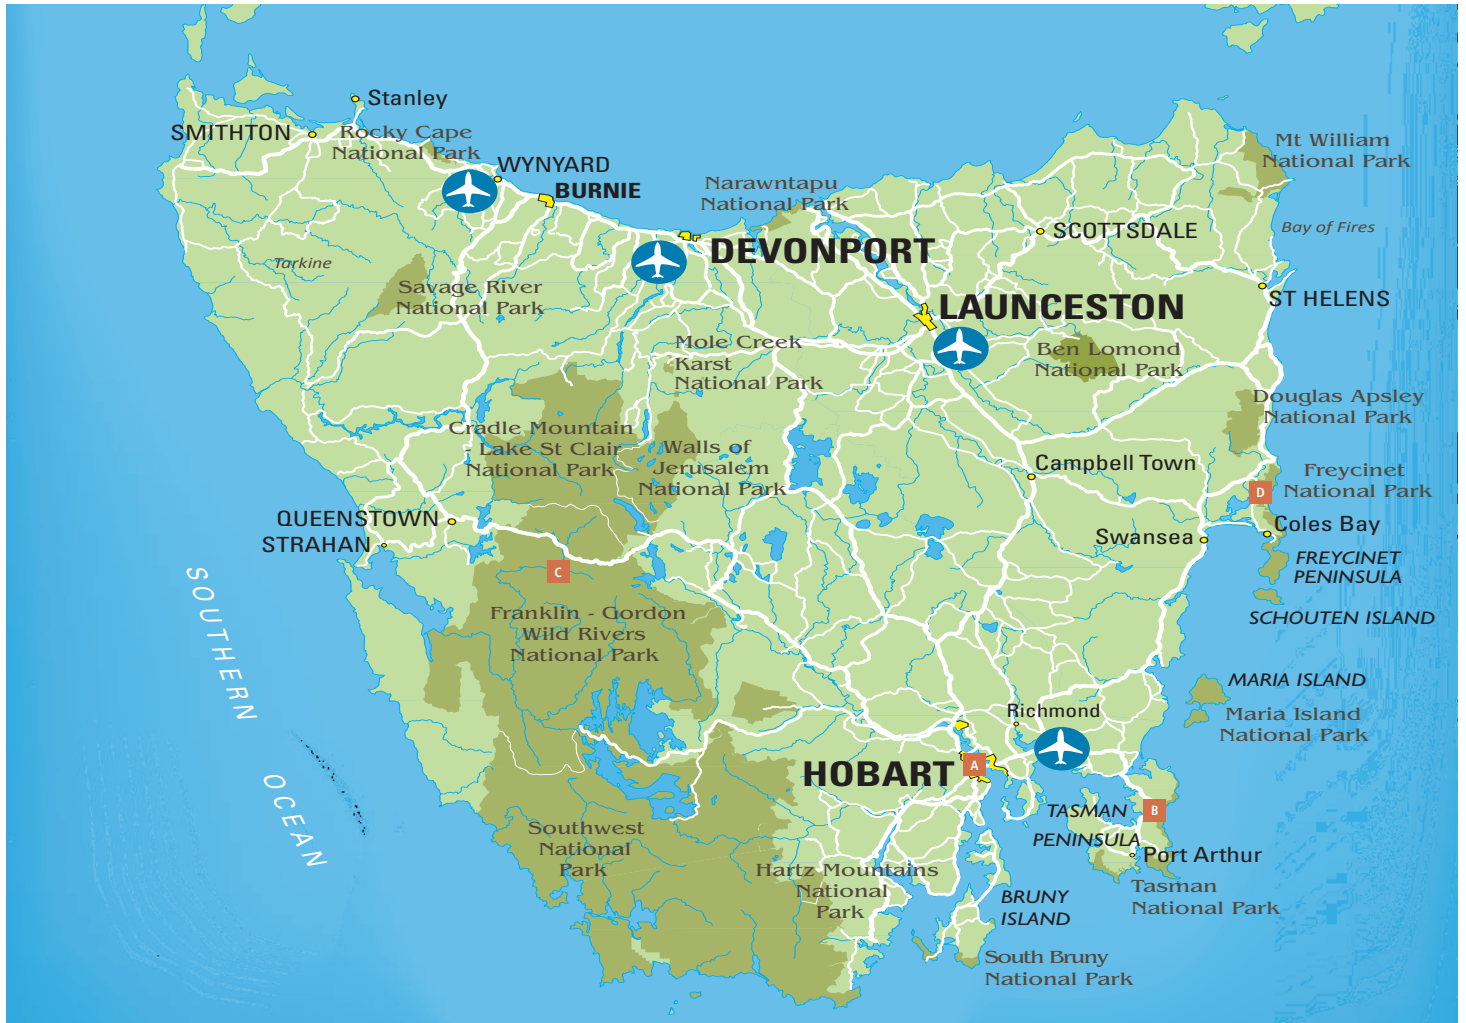 Stanley
SMITHTON
Rocky Cape
National Park
WYNYARD
BURNIE
Mt William
National Park
Narawntapu
National Park
SCOTTSDALE
Bay of Fires
DEVONPORT
Tarkine
Savage River
National Park
LAUNCESTON
ST HELENS
Mole Creek
Karst
National Park
Ben Lomond
National Park
Douglas Apsley
National Park
Cradle Mountain
- Lake St Clair
National Park
Walls of
Jerusalem
National Park
Campbell Town
Freycinet
National Park
D
QUEENSTOWN
STRAHAN
Swansea
Coles Bay
FREYCINET
PENINSULA
C
SCHOUTEN ISLAND
Franklin - Gordon
Wild Rivers
National Park
SOUTHERN
OCEAN
MARIA ISLAND
Maria Island
National Park
Richmond
HOBART
A
TASMAN
PENINSULA
B
Port Arthur
Southwest
National
Park
Hartz Mountains
National
Park
Tasman
National Park
BRUNY
ISLAND
South Bruny
National Park